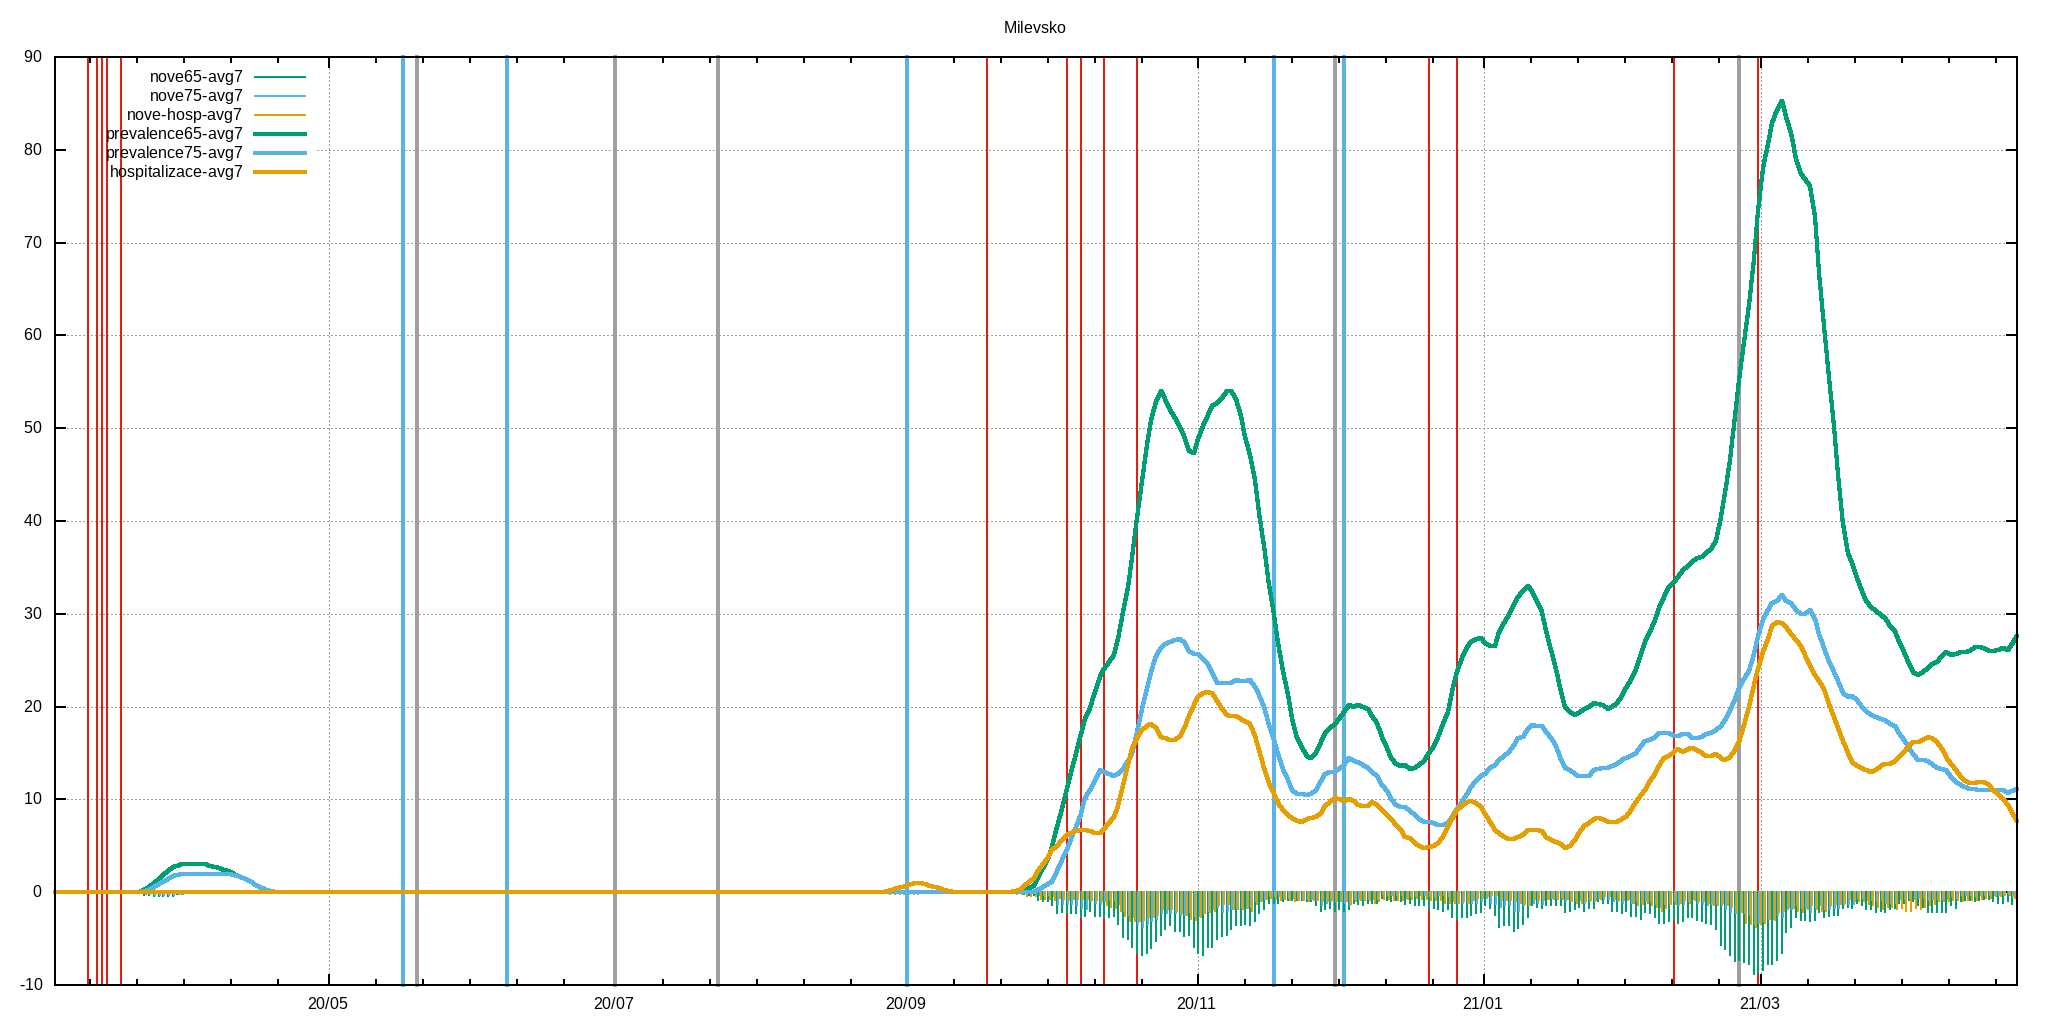 Milevsko
90
80
70
60
50
40
30
20
10
0
-10
nove65-avg7
nove75-avg7
nove-hosp-avg7
prevalence65-avg7
prevalence75-avg7
hospitalizace-avg7
20/05 20/07 20/09 20/11 21/01 21/03